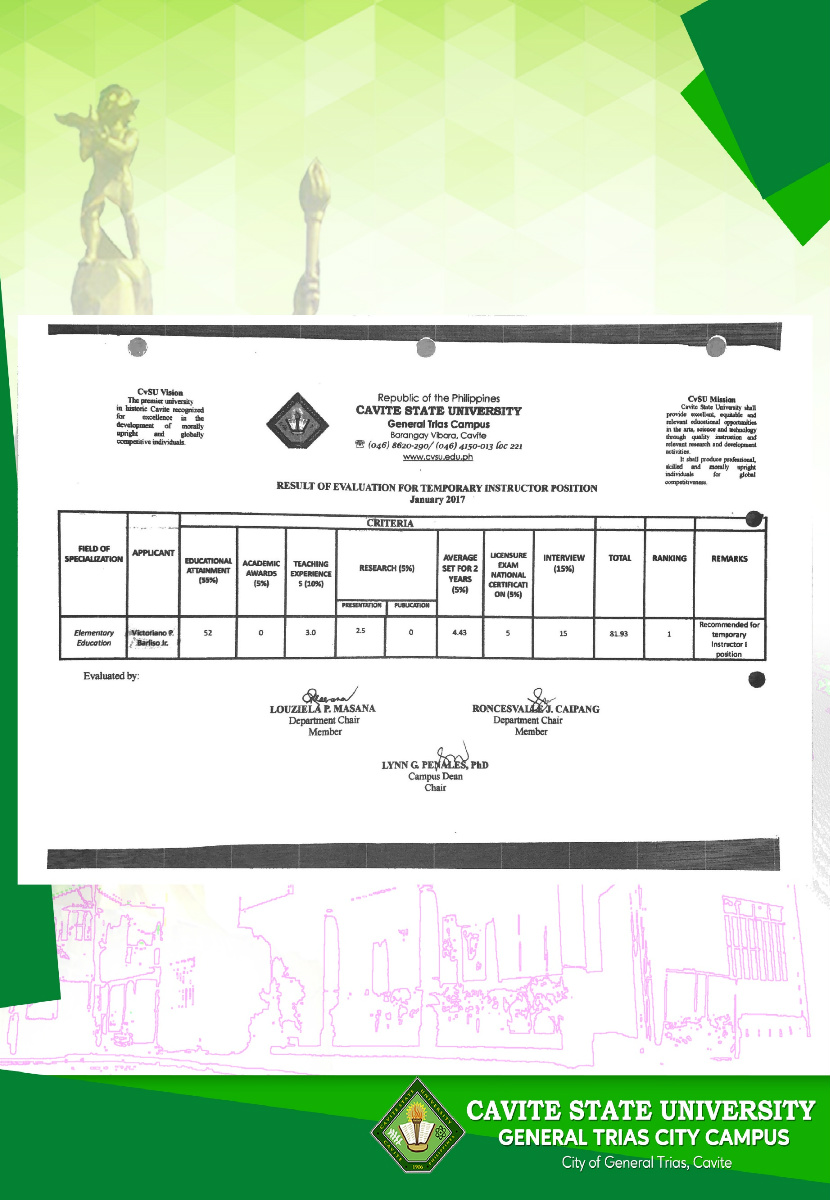 CvSU Vision
The premier university
in historic Cavite recognized
for excellence in the
development of morally
upright and globally
competitive individuals.
Republic of the Philippines
CAVITE STATE UNIVERSITY
General Trias Campus
Barangay Vibora, Cavite
☏ (046) 8620-290/ (046) 4150-013 loc 221
www.cvsu.edu.ph
CvSU Mission
Cavite State University shall
provide excellent, equitable and
relevant educational opportunities
in the arts, science and technology
through quality instruction and
relevant research and development
activities.
It shall produce professional,
skilled and morally upright
individuals for global
competitiveness.
RESULT OF EVALUATION FOR TEMPORARY INSTRUCTOR POSITION
January 2017
CRITERIA
FIELD OF
SPECIALIZATION
APPLICANT
EDUCATIONAL
ATTAINMENT
(55%)
ACADEMIC
AWARDS
(5%)
TEACHING
EXPERIENCE
S (10%)
RESEARCH (5%)
PRESENTATION
PUBLICATION
AVERAGE
SET FOR 2
YEARS
(5%)
LICENSURE
EXAM
NATIONAL
CERTIFICATI
ON (5%)
INTERVIEW
(15%)
TOTAL
RANKING
REMARKS
Elementary
Education
Victoriano P.
Barliso Jr.
52
0
3.0
2.5
0
4.43
5
15
81.93
1
Recommended for
temporary
Instructor I
position
Evaluated by:
LOUZIELA P. MASANA
Department Chair
Member
RONCESVALLE J. CAIPANG
Department Chair
Member
LYNN G. PENALES, PhD
Campus Dean
Chair
CAVITE STATE UNIVERSITY
GENERAL TRIAS CITY CAMPUS
City of General Trias, Cavite
1906